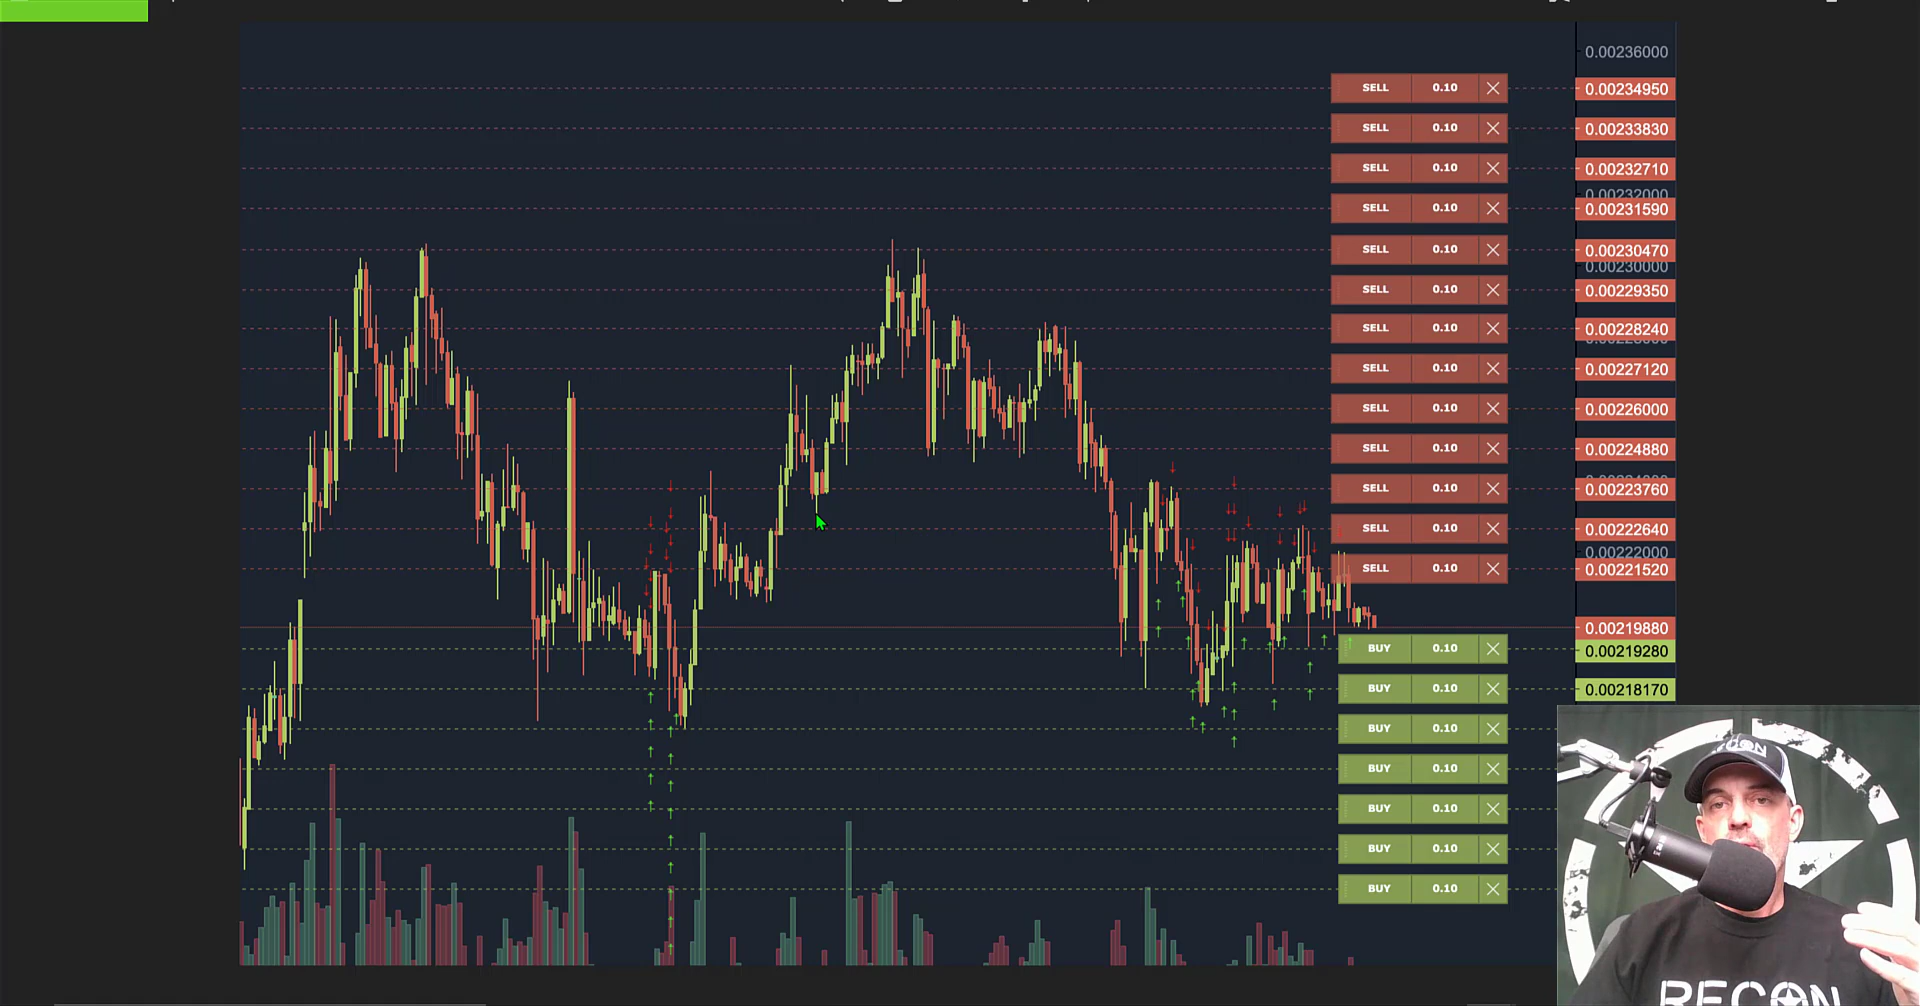 0.00236000
SELL 0.10 0.00234950
SELL 0.10 0.00233830
SELL 0.10 0.00232710
0.00232000
SELL 0.10 0.00231590
SELL 0.10 0.00230470
0.00230000
SELL 0.10 0.00229350
SELL 0.10 0.00228240
SELL 0.10 0.00227120
SELL 0.10 0.00226000
SELL 0.10 0.00224880
SELL 0.10 0.00223760
SELL 0.10 0.00222640
0.00222000
SELL 0.10 0.00221520
0.00219880
BUY 0.10 0.00219280
BUY 0.10 0.00218170
BUY 0.10
BUY 0.10
BUY 0.10
BUY 0.10
BUY 0.10
RECON
RECON